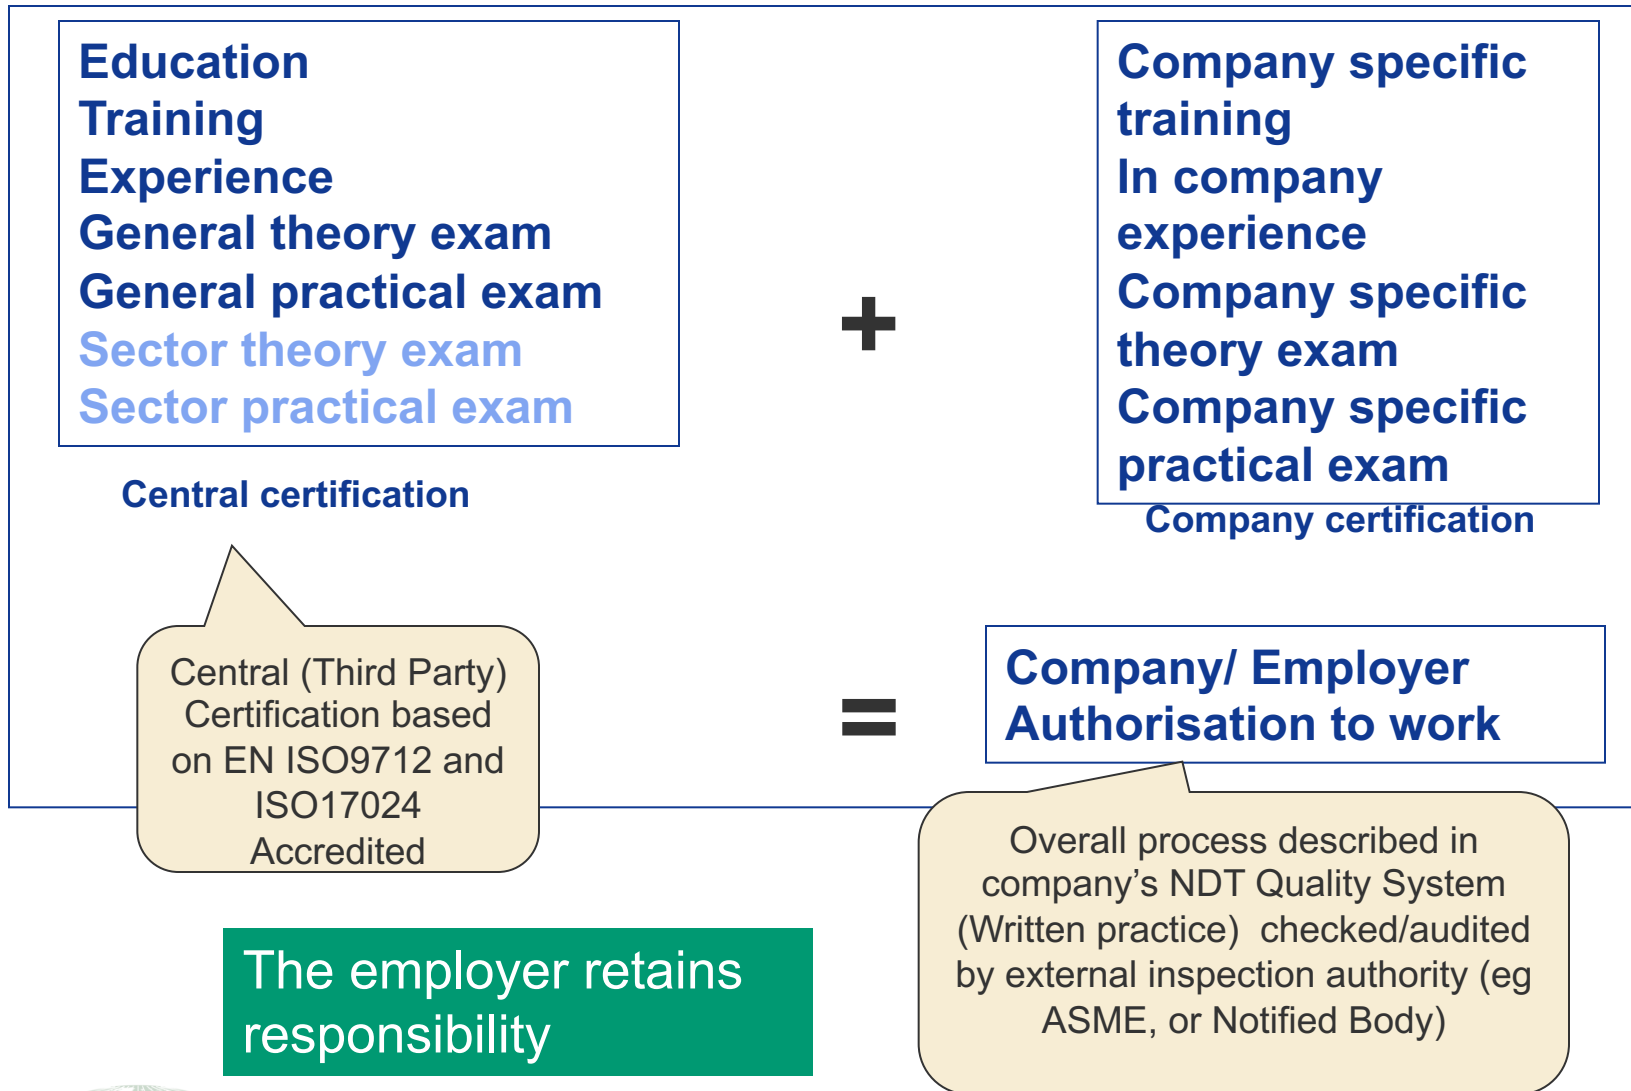 Education
Training
Experience
General theory exam
General practical exam
Sector theory exam
Sector practical exam
Central certification
+
Company specific
training
In company
experience
Company specific
theory exam
Company specific
practical exam
Company certification
Central (Third Party)
Certification based
on EN ISO9712 and
ISO17024
Accredited
=
Company/ Employer
Authorisation to work
Overall process described in
company’s NDT Quality System
(Written practice)  checked/audited
by external inspection authority (eg
ASME, or Notified Body)
The employer retains
responsibility